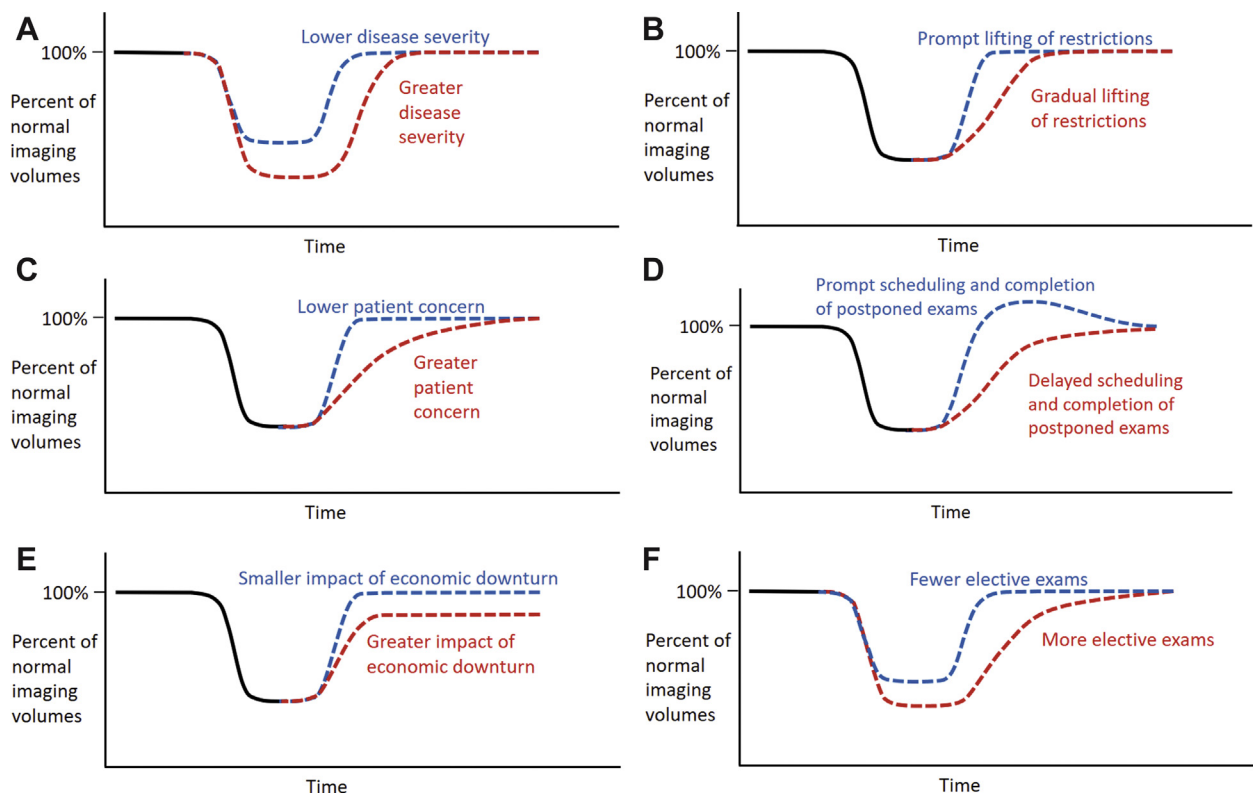 A
100%
Percent of
normal
imaging
volumes
Lower disease severity
Greater
disease
severity
Time
B
100%
Percent of
normal
imaging
volumes
Prompt lifting of restrictions
Gradual lifting
of restrictions
Time
C
100%
Percent of
normal
imaging
volumes
Lower patient concern
Greater
patient
concern
Time
D
100%
Percent of
normal
imaging
volumes
Prompt scheduling and completion
of postponed exams
Delayed scheduling
and completion of
postponed exams
Time
E
100%
Percent of
normal
imaging
volumes
Smaller impact of economic downturn
Greater impact of
economic downturn
Time
F
100%
Percent of
normal
imaging
volumes
Fewer elective exams
More elective exams
Time